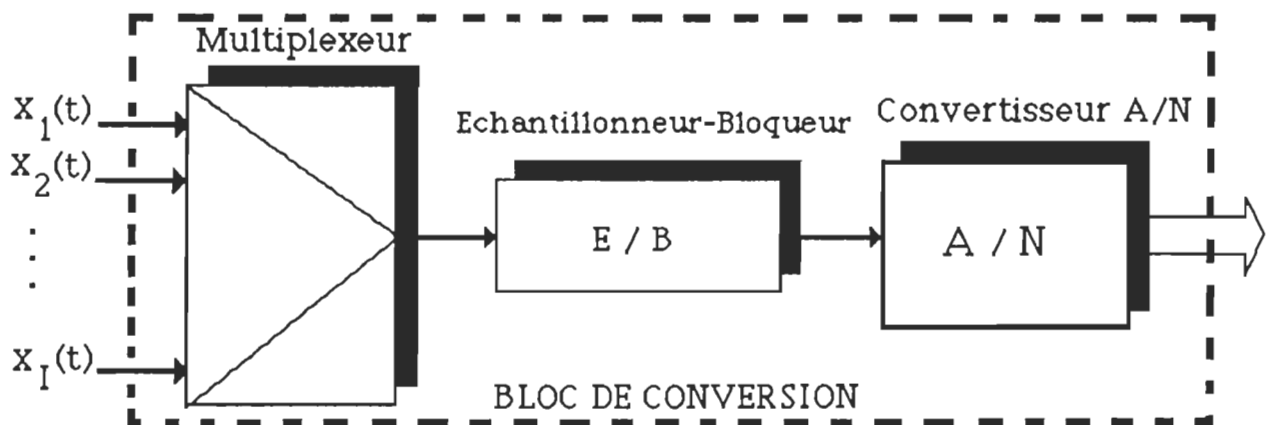 Multiplexeur
X1(t)
X2(t)
.
.
.
XI(t)
Echantillonneur-Bloqueur
E / B
Convertisseur A/N
A / N
BLOC DE CONVERSION